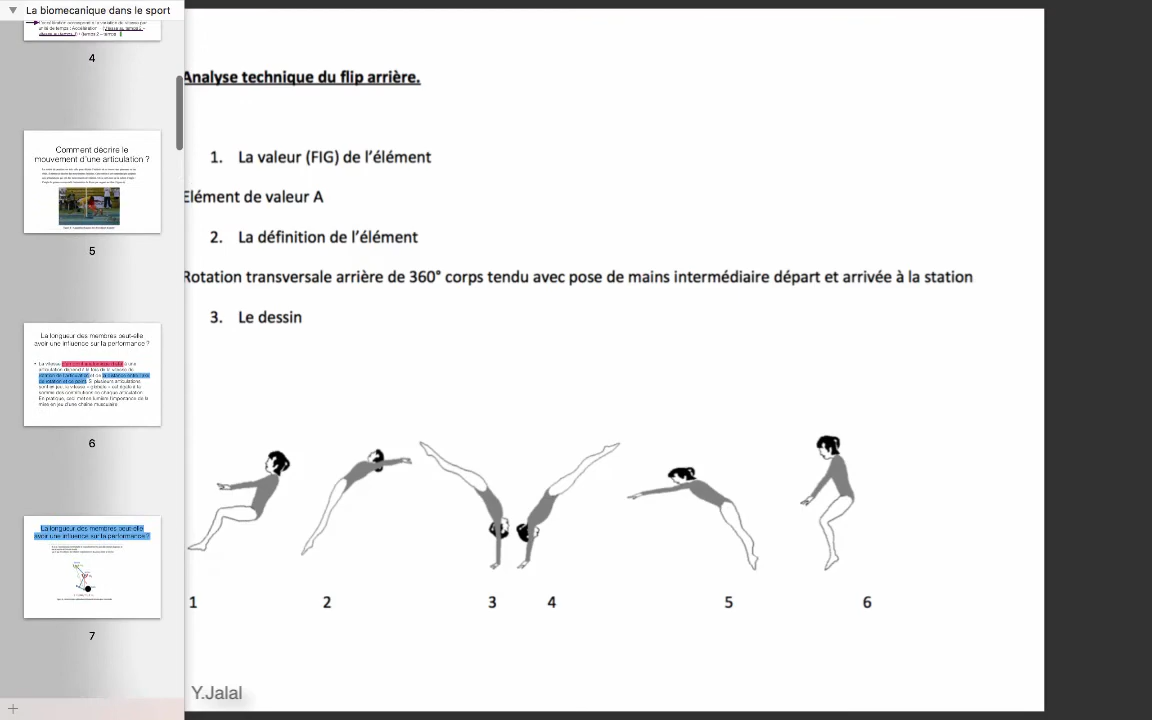 La biomecanique dans le sport
4
Comment décrire le
mouvement d'une articulation ?
5
La longueur des membres peut-elle
avoir une influence sur la performance ?
6
La longueur des membres peut-elle
avoir une influence sur la performance ?
7
Analyse technique du flip arrière.
1. La valeur (FIG) de l'élément
Elément de valeur A
2. La définition de l'élément
Rotation transversale arrière de 360° corps tendu avec pose de mains intermédiaire départ et arrivée à la station
3. Le dessin
1 2 3 4 5 6
Y.Jalal